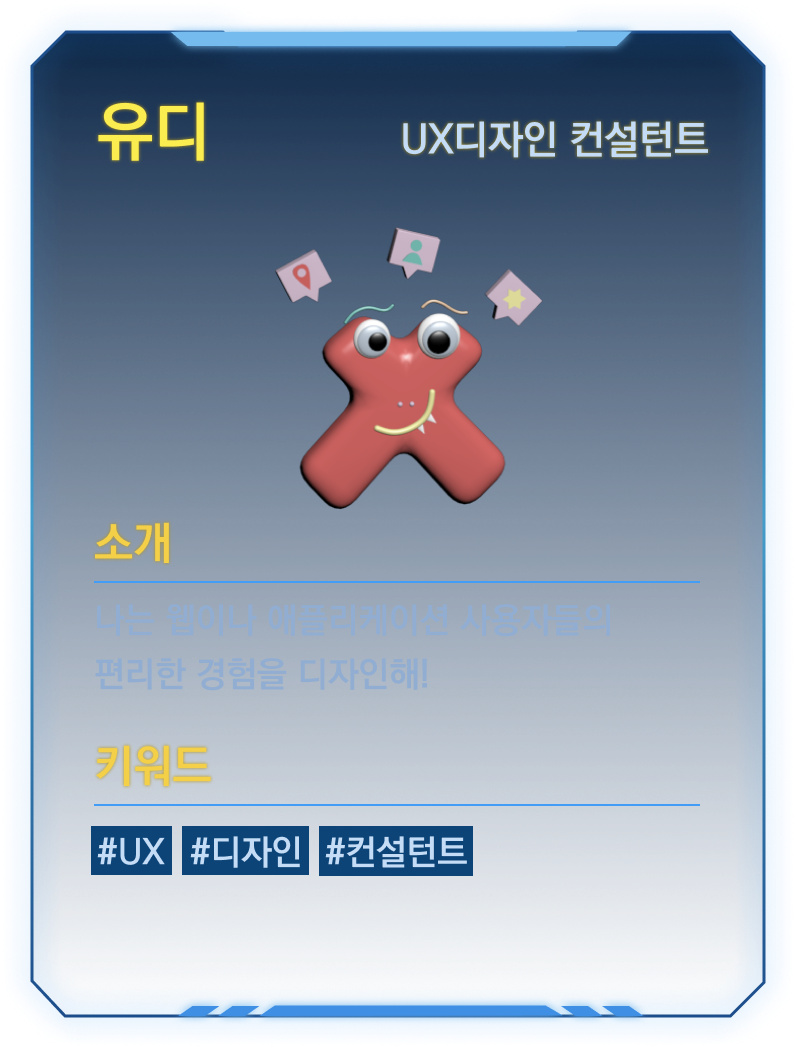 유디
UX디자인 컨설턴트
소개
나는 웹이나 애플리케이션 사용자들의
편리한 경험을 디자인해!
키워드
#UX #디자인 #컨설턴트